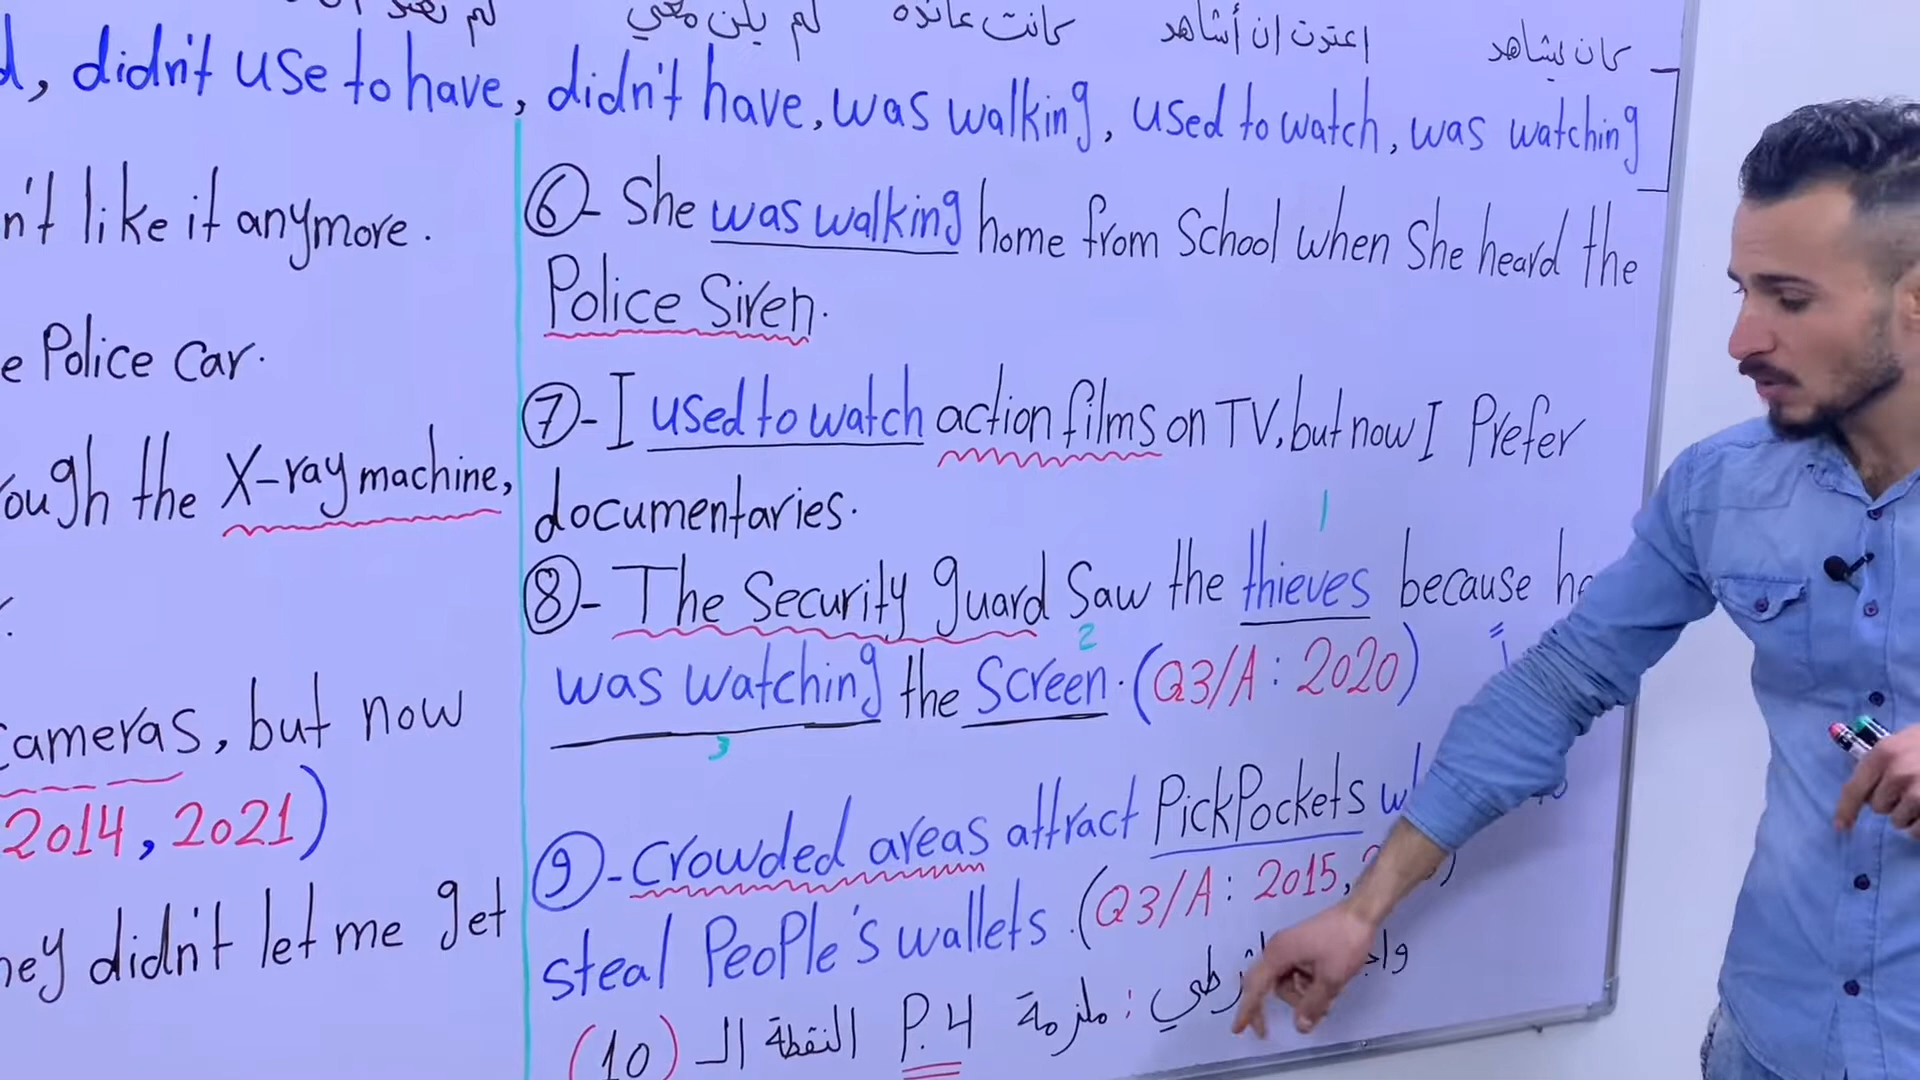 لم يكن معي كانت عائدة اعتدت ان أشاهد كان يشاهد
, didn't use to have, didn't have, was walking, used to watch, was watching
n't like it anymore.
e Police Car.
ough the X-ray machine,
cameras, but now
2014, 2021)
hey didn't let me get
6- She was walking home from School when She heard the
Police Siren.
7- I used to watch action films on TV, but now I Prefer
documentaries.
1
8- The Security guard Saw the thieves because he
2
was watching the Screen. (Q3/A: 2020)
3
9- Crowded areas attract PickPockets
steal PeoPle's wallets. (Q3/A: 2015,
: ملزمة P.4 النقطة الـ (10)